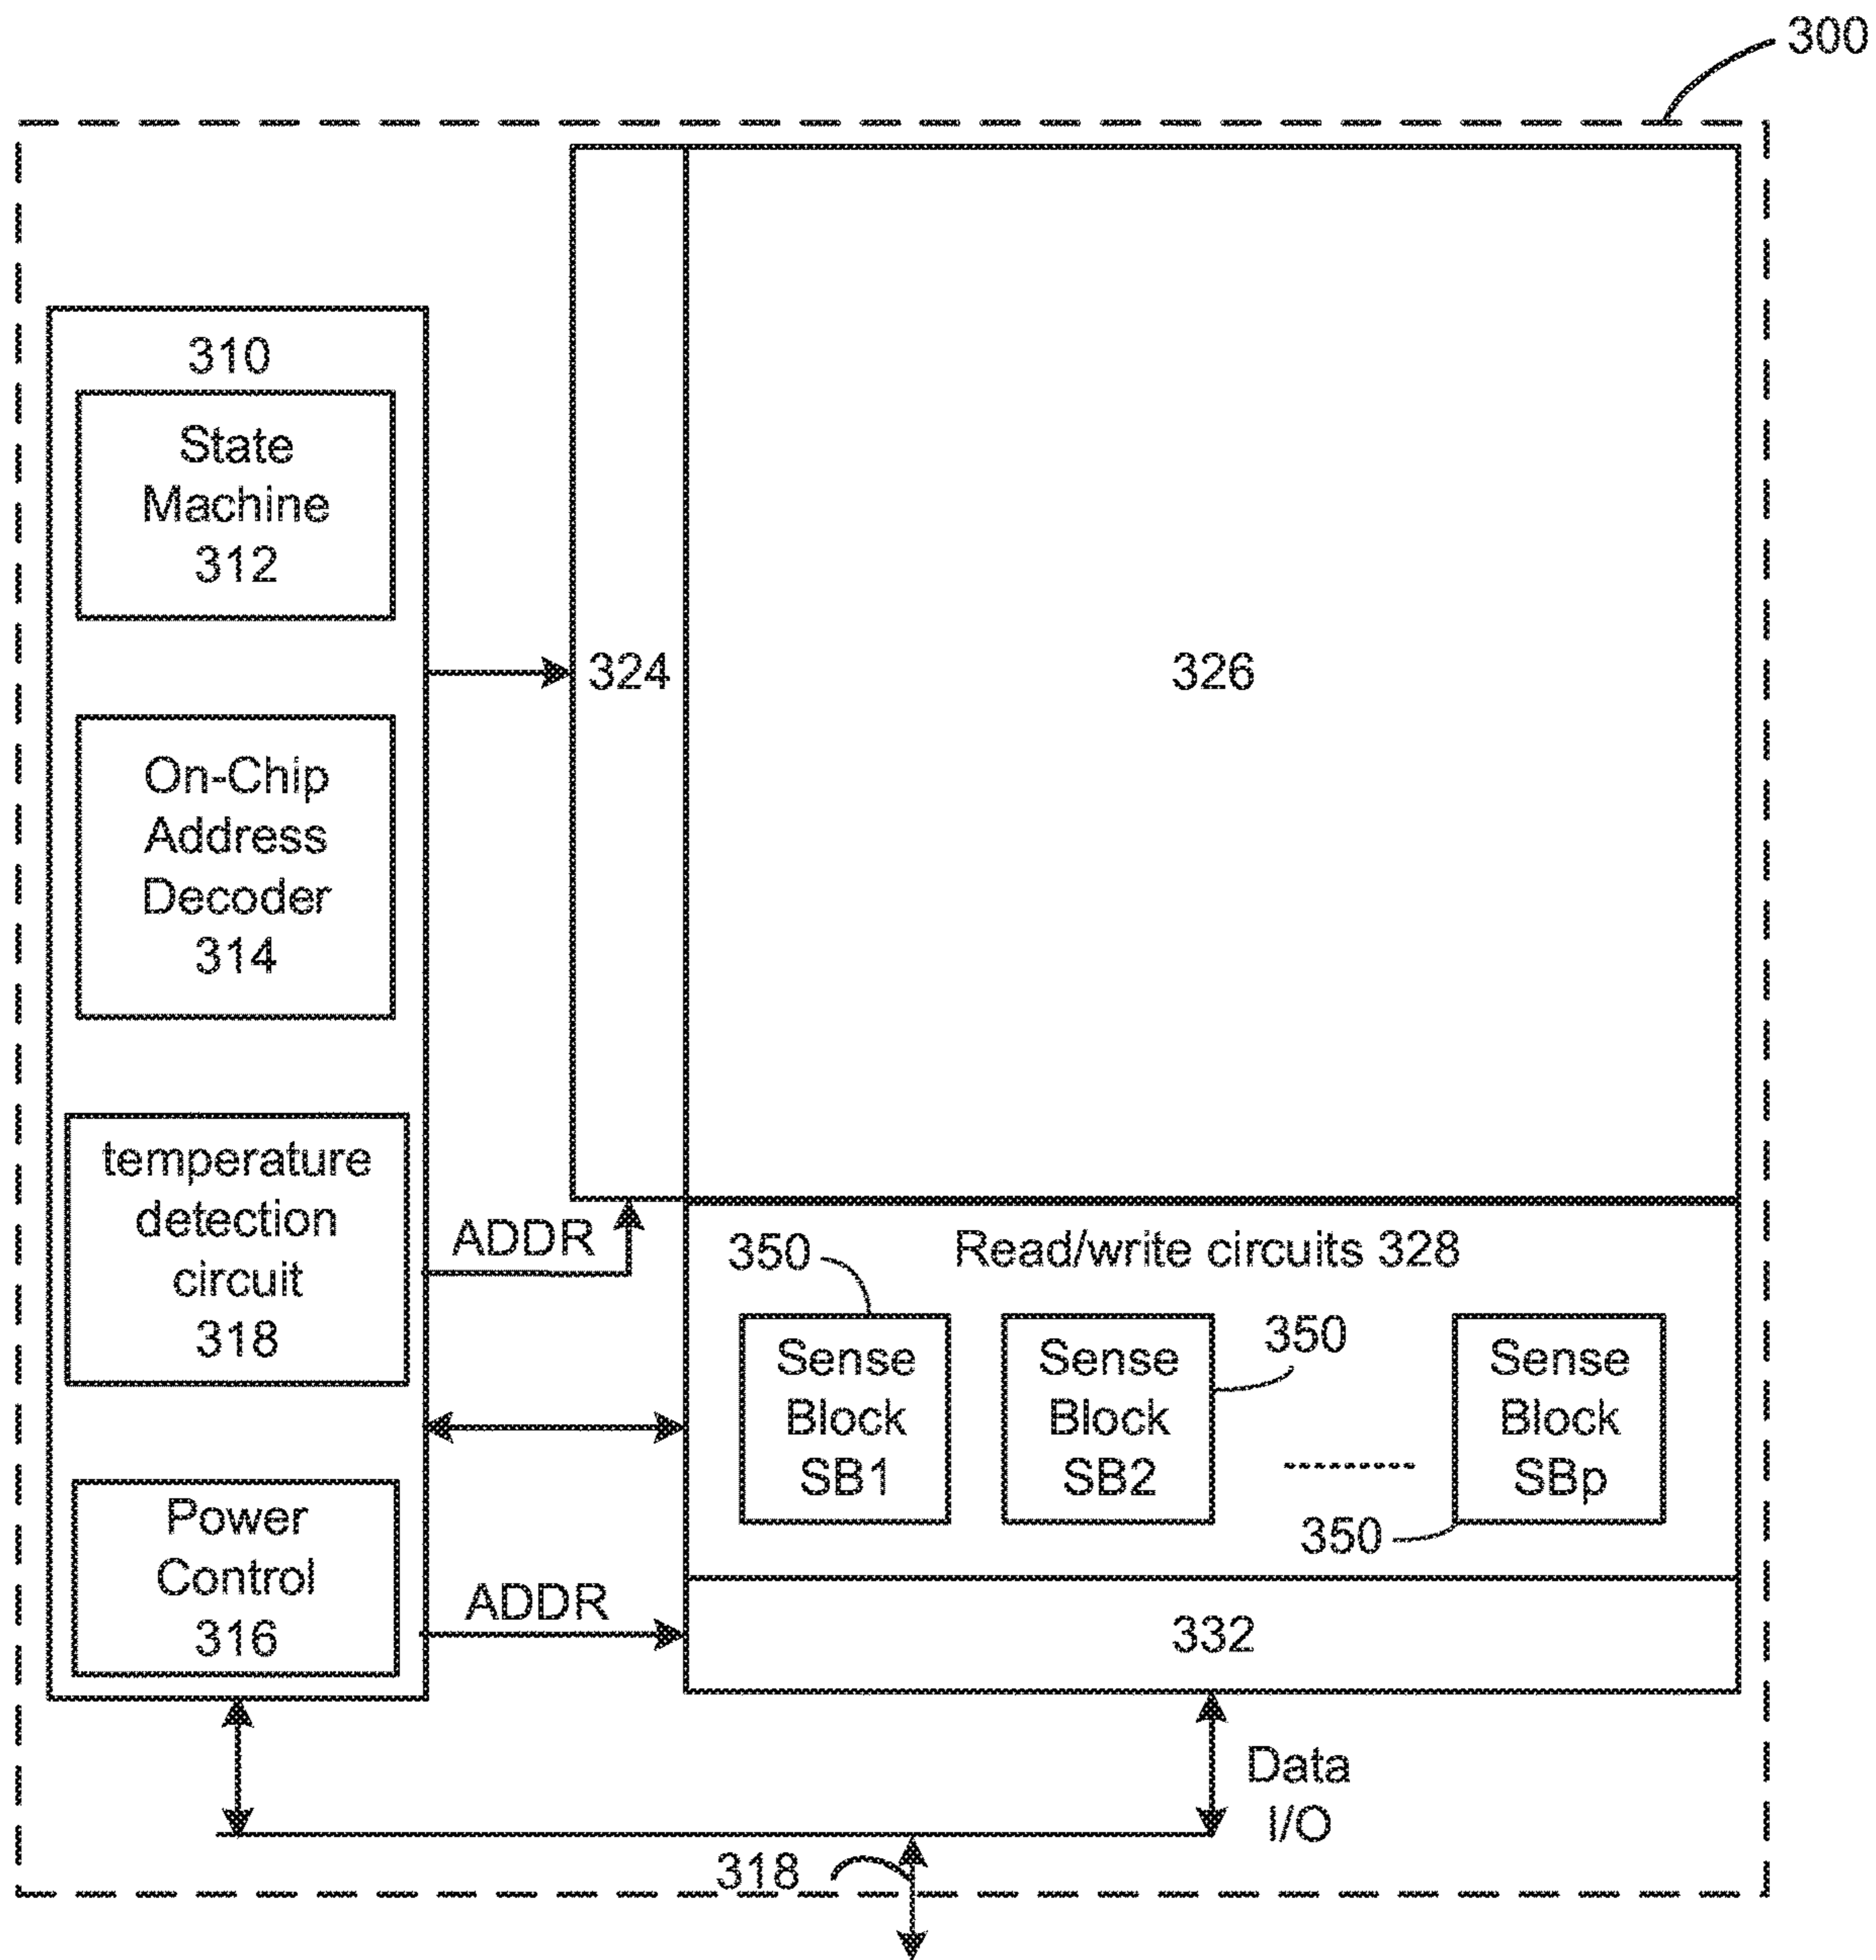 300
310
State
Machine
312
324
326
On-Chip
Address
Decoder
314
temperature
detection
circuit
318
ADDR
350
Read/write circuits 328
Sense
Block
SB1
Sense
Block
SB2
350
Sense
Block
SBp
350
Power
Control
316
ADDR
332
Data
I/O
318